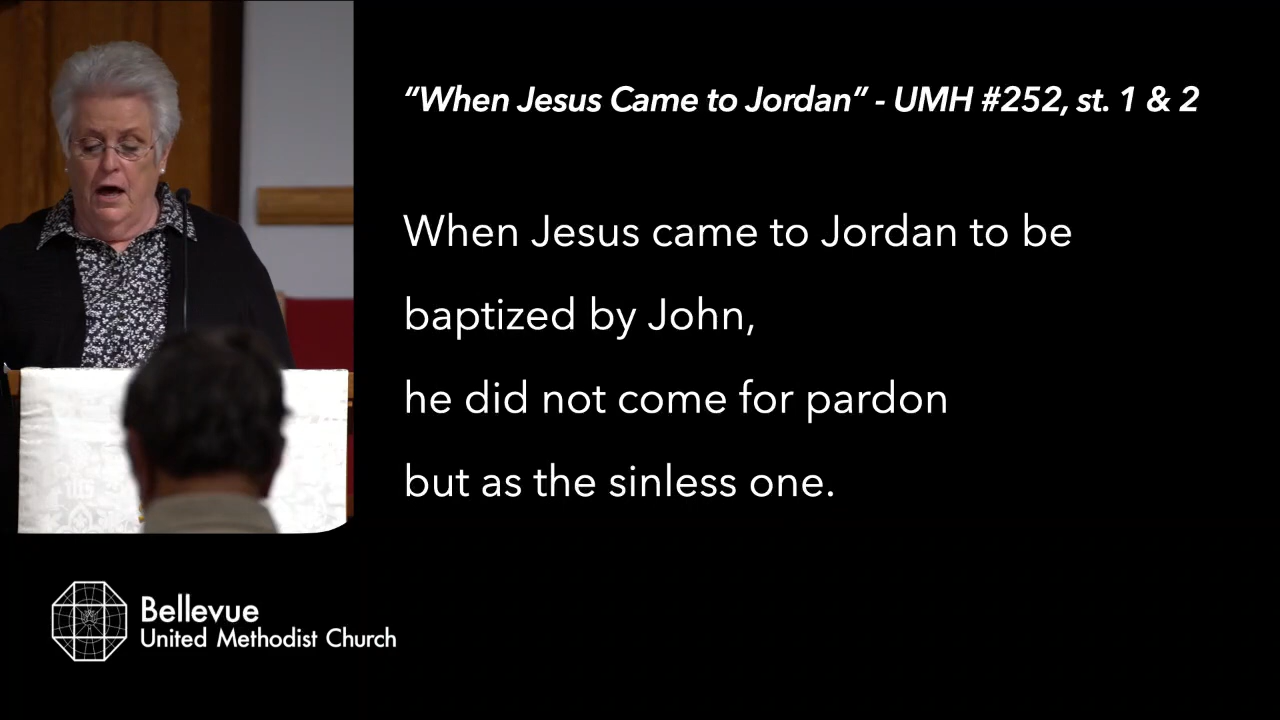 “When Jesus Came to Jordan” - UMH #252, st. 1 & 2
When Jesus came to Jordan to be
baptized by John,
he did not come for pardon
but as the sinless one.
IHS
Bellevue
United Methodist Church